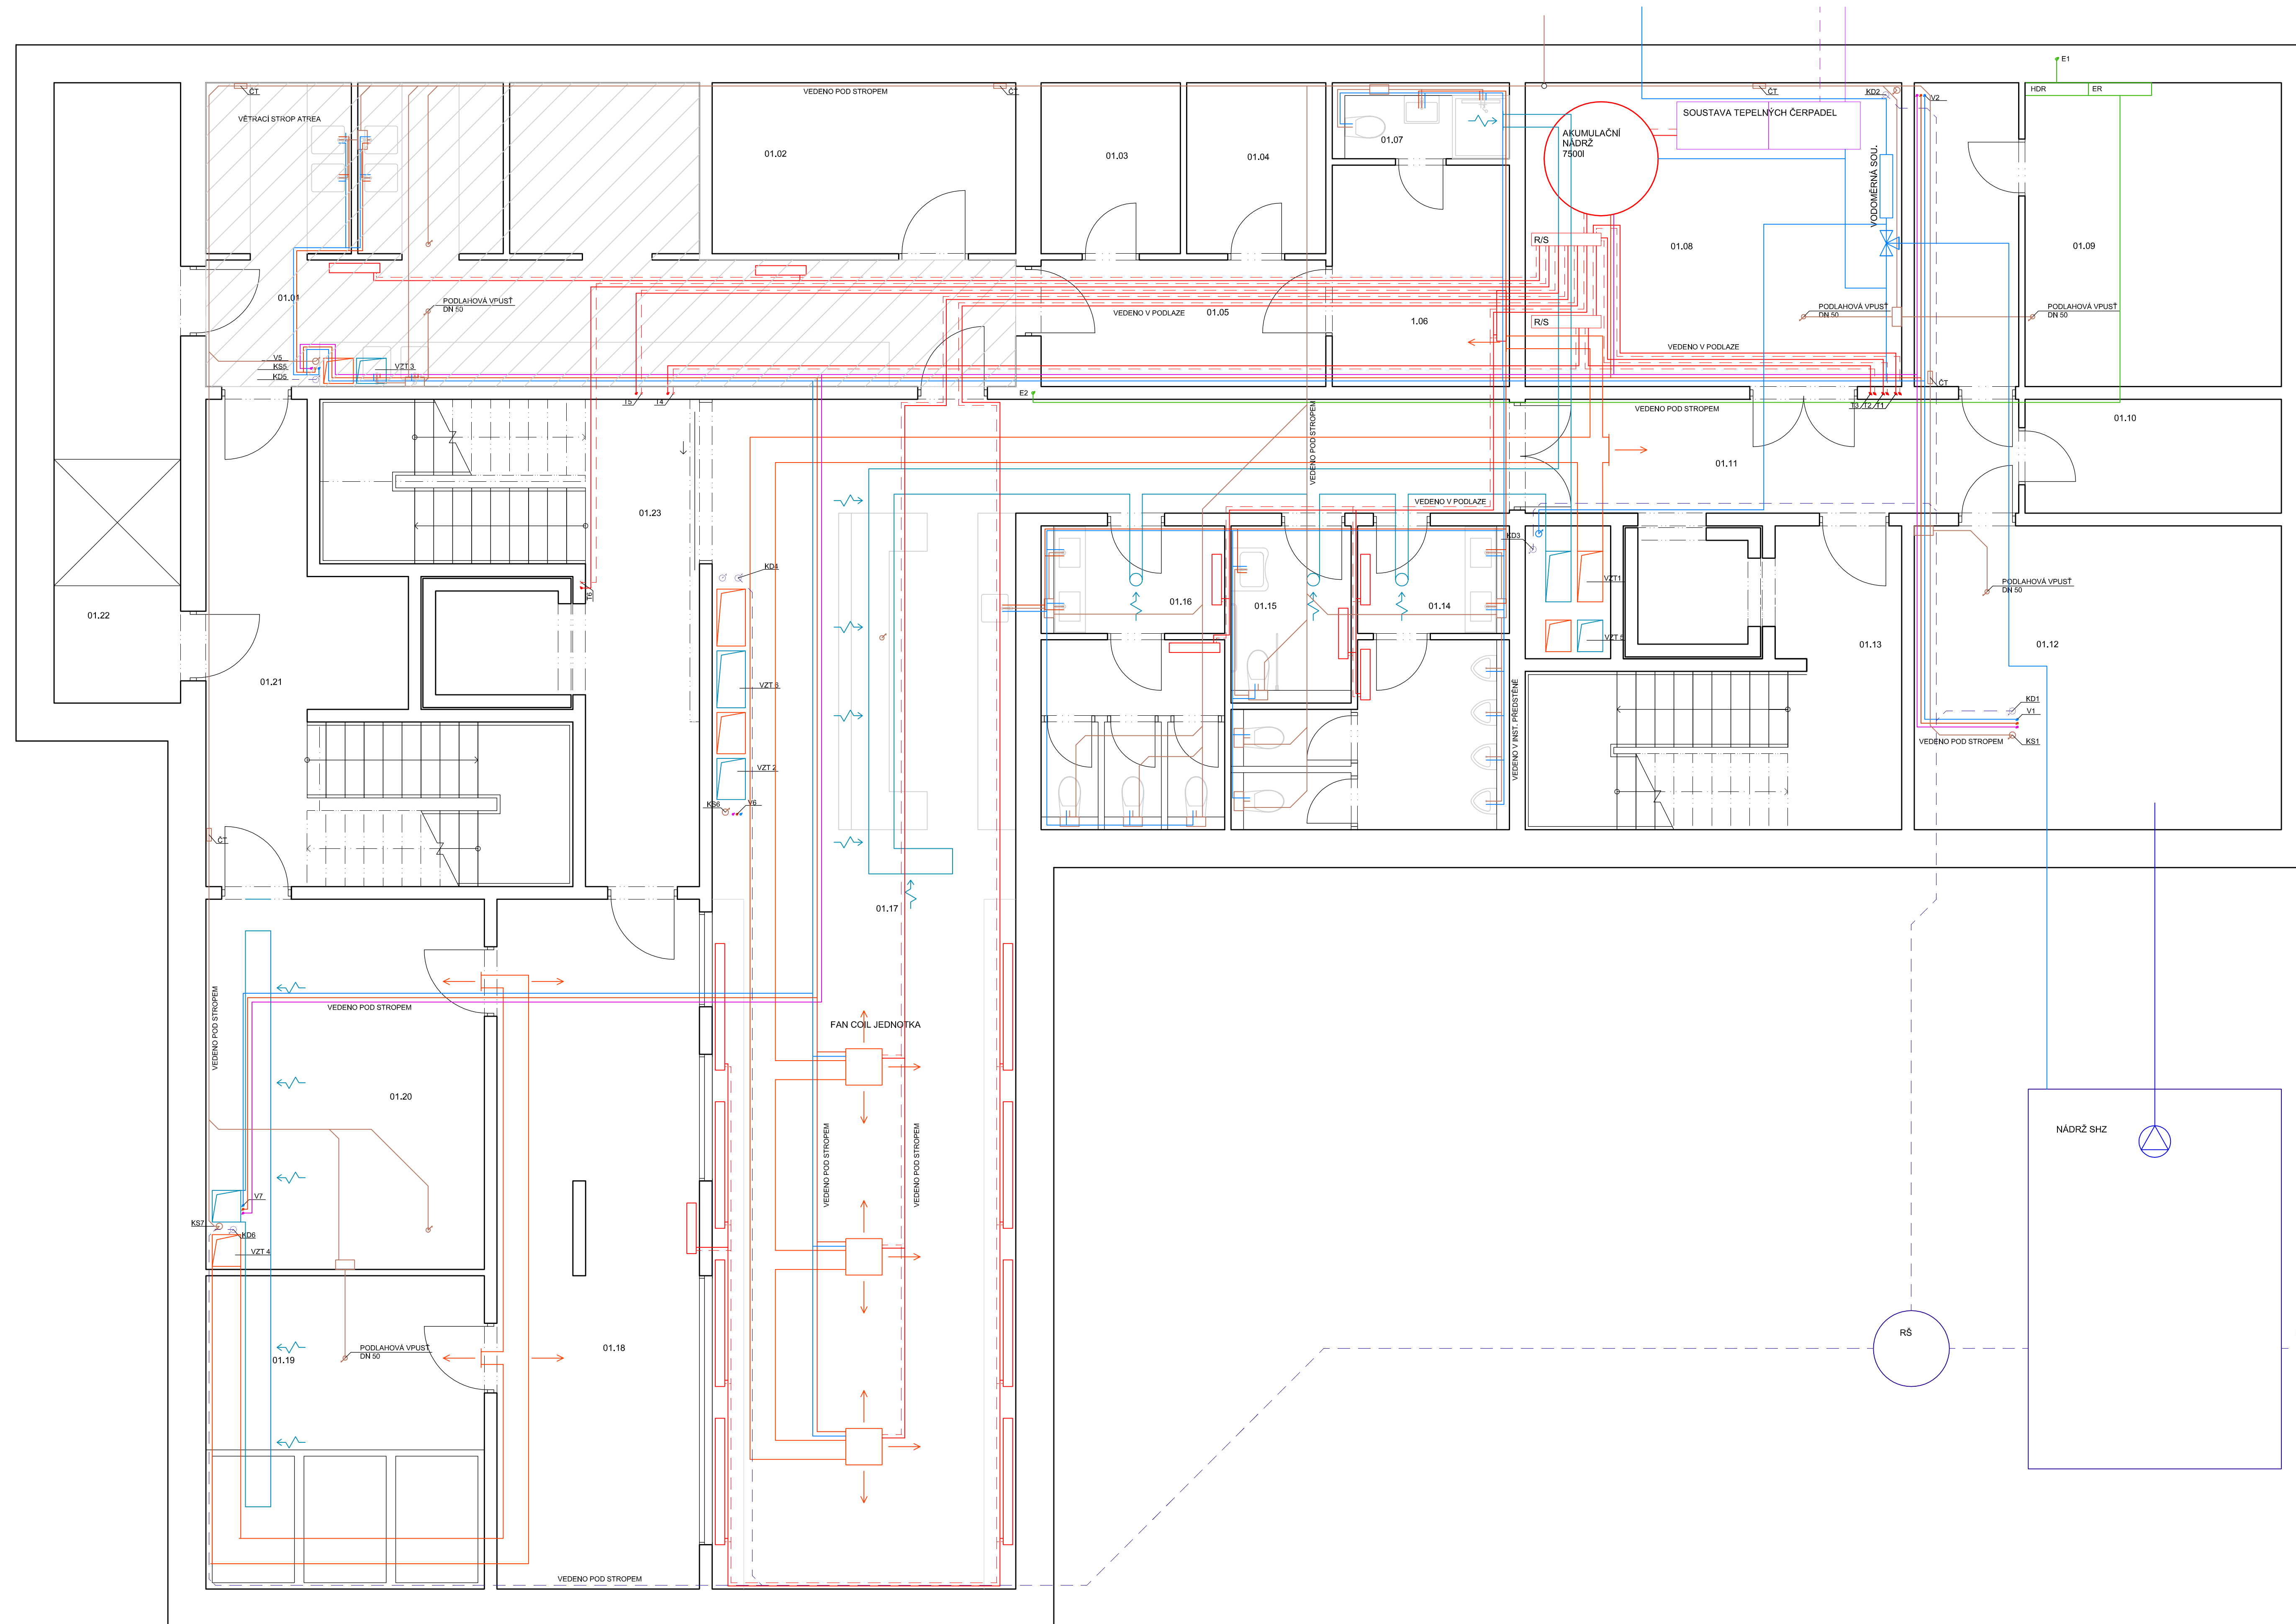 E1
ČT
ČT
ČT
KD2
V2
HDR
ER
VEDENO POD STROPEM
SOUSTAVA TEPELNÝCH ČERPADEL
VĚTRACÍ STROP ATREA
AKUMULAČNÍ
NÁDRŽ
7500l
01.07
01.02
01.03
01.04
VODOMĚRNÁ SOU.
R/S
01.08
01.09
01.01
PODLAHOVÁ VPUSŤ
DN 50
VEDENO V PODLAZE
01.05
1.06
R/S
PODLAHOVÁ VPUSŤ
DN 50
PODLAHOVÁ VPUSŤ
DN 50
VEDENO V PODLAZE
V5
KS5
KD5
VZT 3
ČT
T5
T4
E2
T3
T2
T1
VEDENO POD STROPEM
01.10
VEDENO POD STROPEM
01.11
VEDENO V PODLAZE
01.23
KD3
KD4
T6
VZT1
PODLAHOVÁ VPUSŤ
DN 50
01.22
01.16
01.15
01.14
VZT 5
01.13
01.12
01.21
VZT 6
VEDENO V INST. PŘEDSTĚNĚ
KD1
V1
KS1
VEDENO POD STROPEM
VZT 2
KS6
V6
ČT
01.17
VEDENO POD STROPEM
VEDENO POD STROPEM
FAN COIL JEDNOTKA
01.20
VEDENO POD STROPEM
VEDENO POD STROPEM
NÁDRŽ SHZ
V7
KS7
KD6
VZT 4
RŠ
01.19
PODLAHOVÁ VPUSŤ
DN 50
01.18
VEDENO POD STROPEM